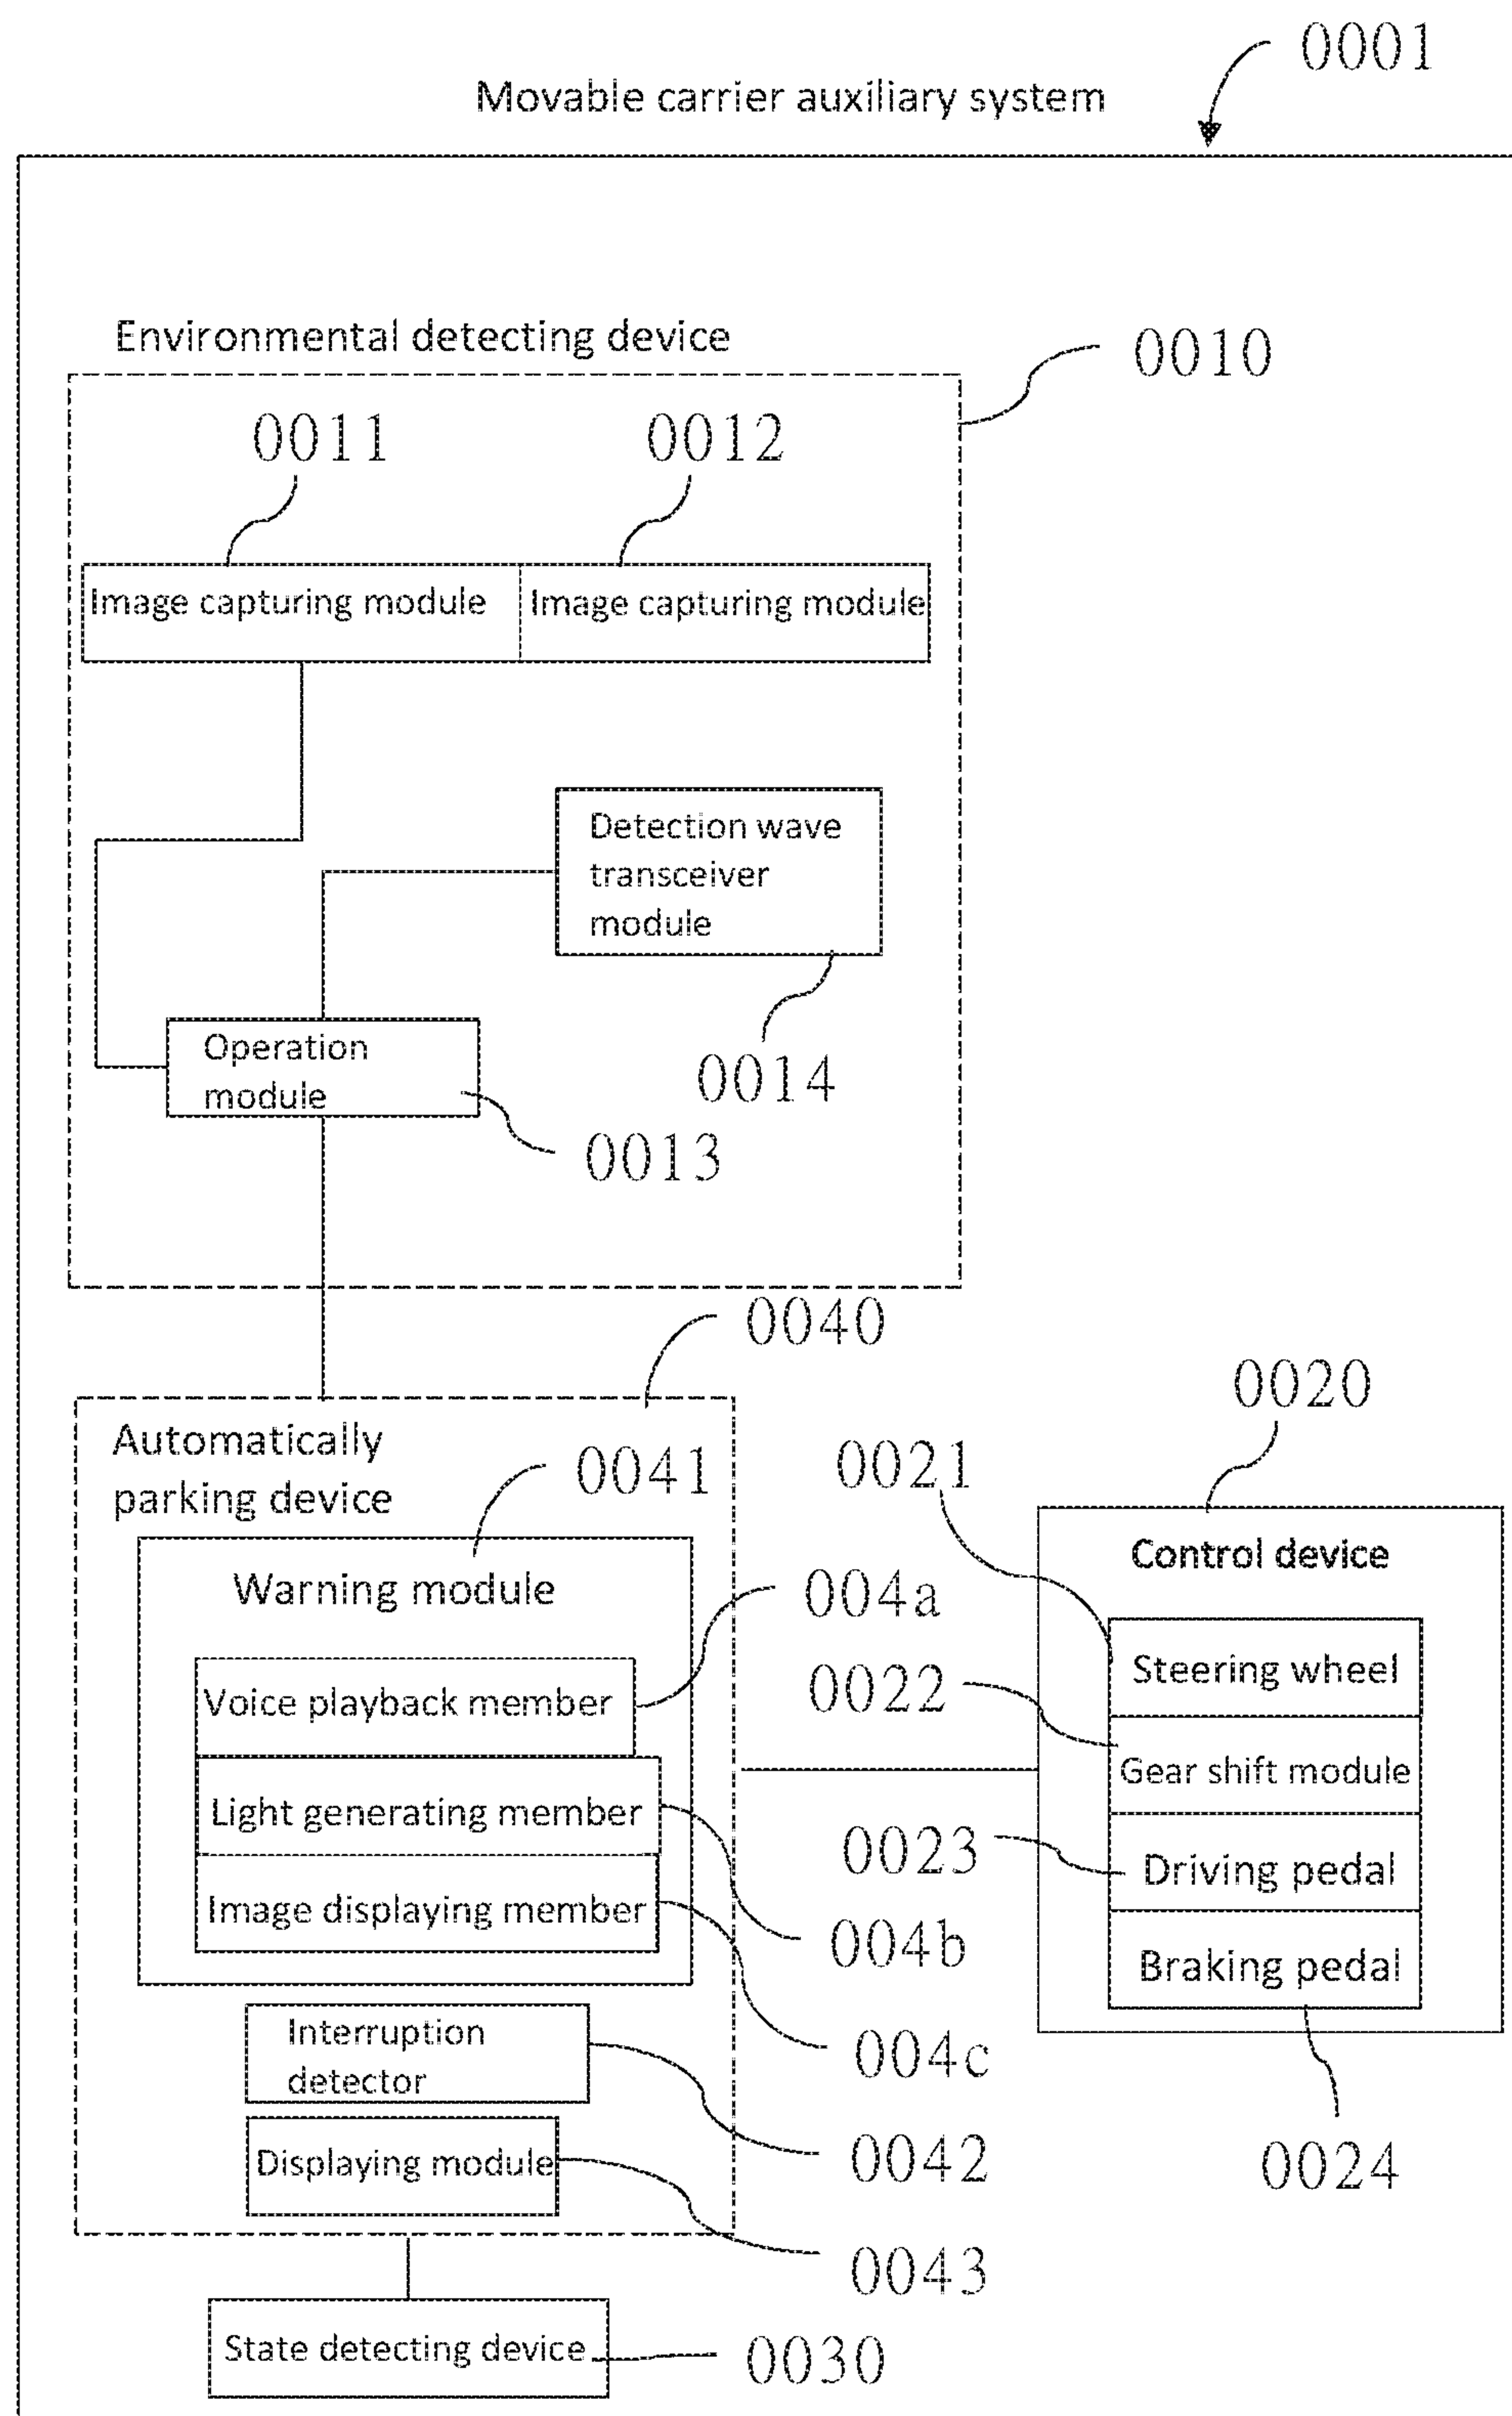 0001
Movable carrier auxiliary system
Environmental detecting device
0010
0011
0012
Image capturing module
Image capturing module
Detection wave
transceiver
module
Operation
module
0014
0013
0040
Automatically
parking device
0041
0020
0021
Control device
Warning module
004a
Voice playback member
Steering wheel
0022
Gear shift module
Light generating member
0023
Driving pedal
Image displaying member
004b
Braking pedal
Interruption
detector
004c
Displaying module
0042
0024
0043
State detecting device
0030